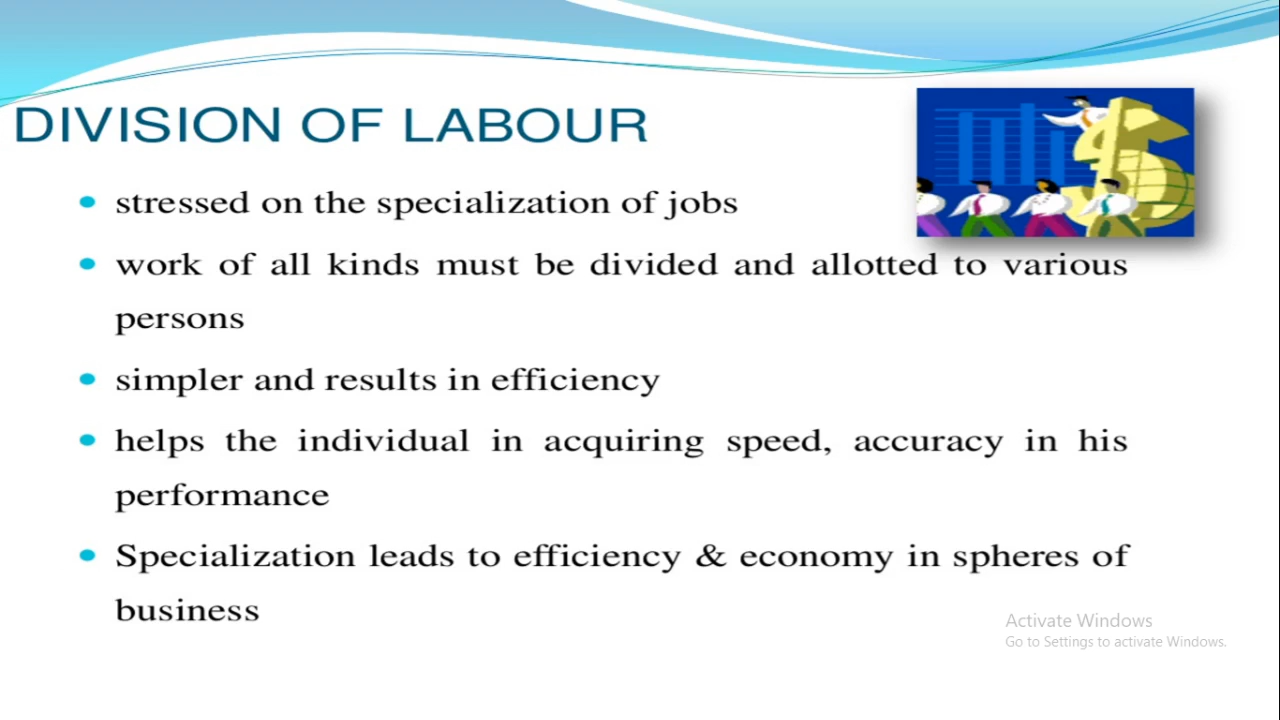 DIVISION OF LABOUR
stressed on the specialization of jobs
work of all kinds must be divided and allotted to various
persons
simpler and results in efficiency
helps the individual in acquiring speed, accuracy in his
performance
Specialization leads to efficiency & economy in spheres of
business
Activate Windows
Go to Settings to activate Windows.